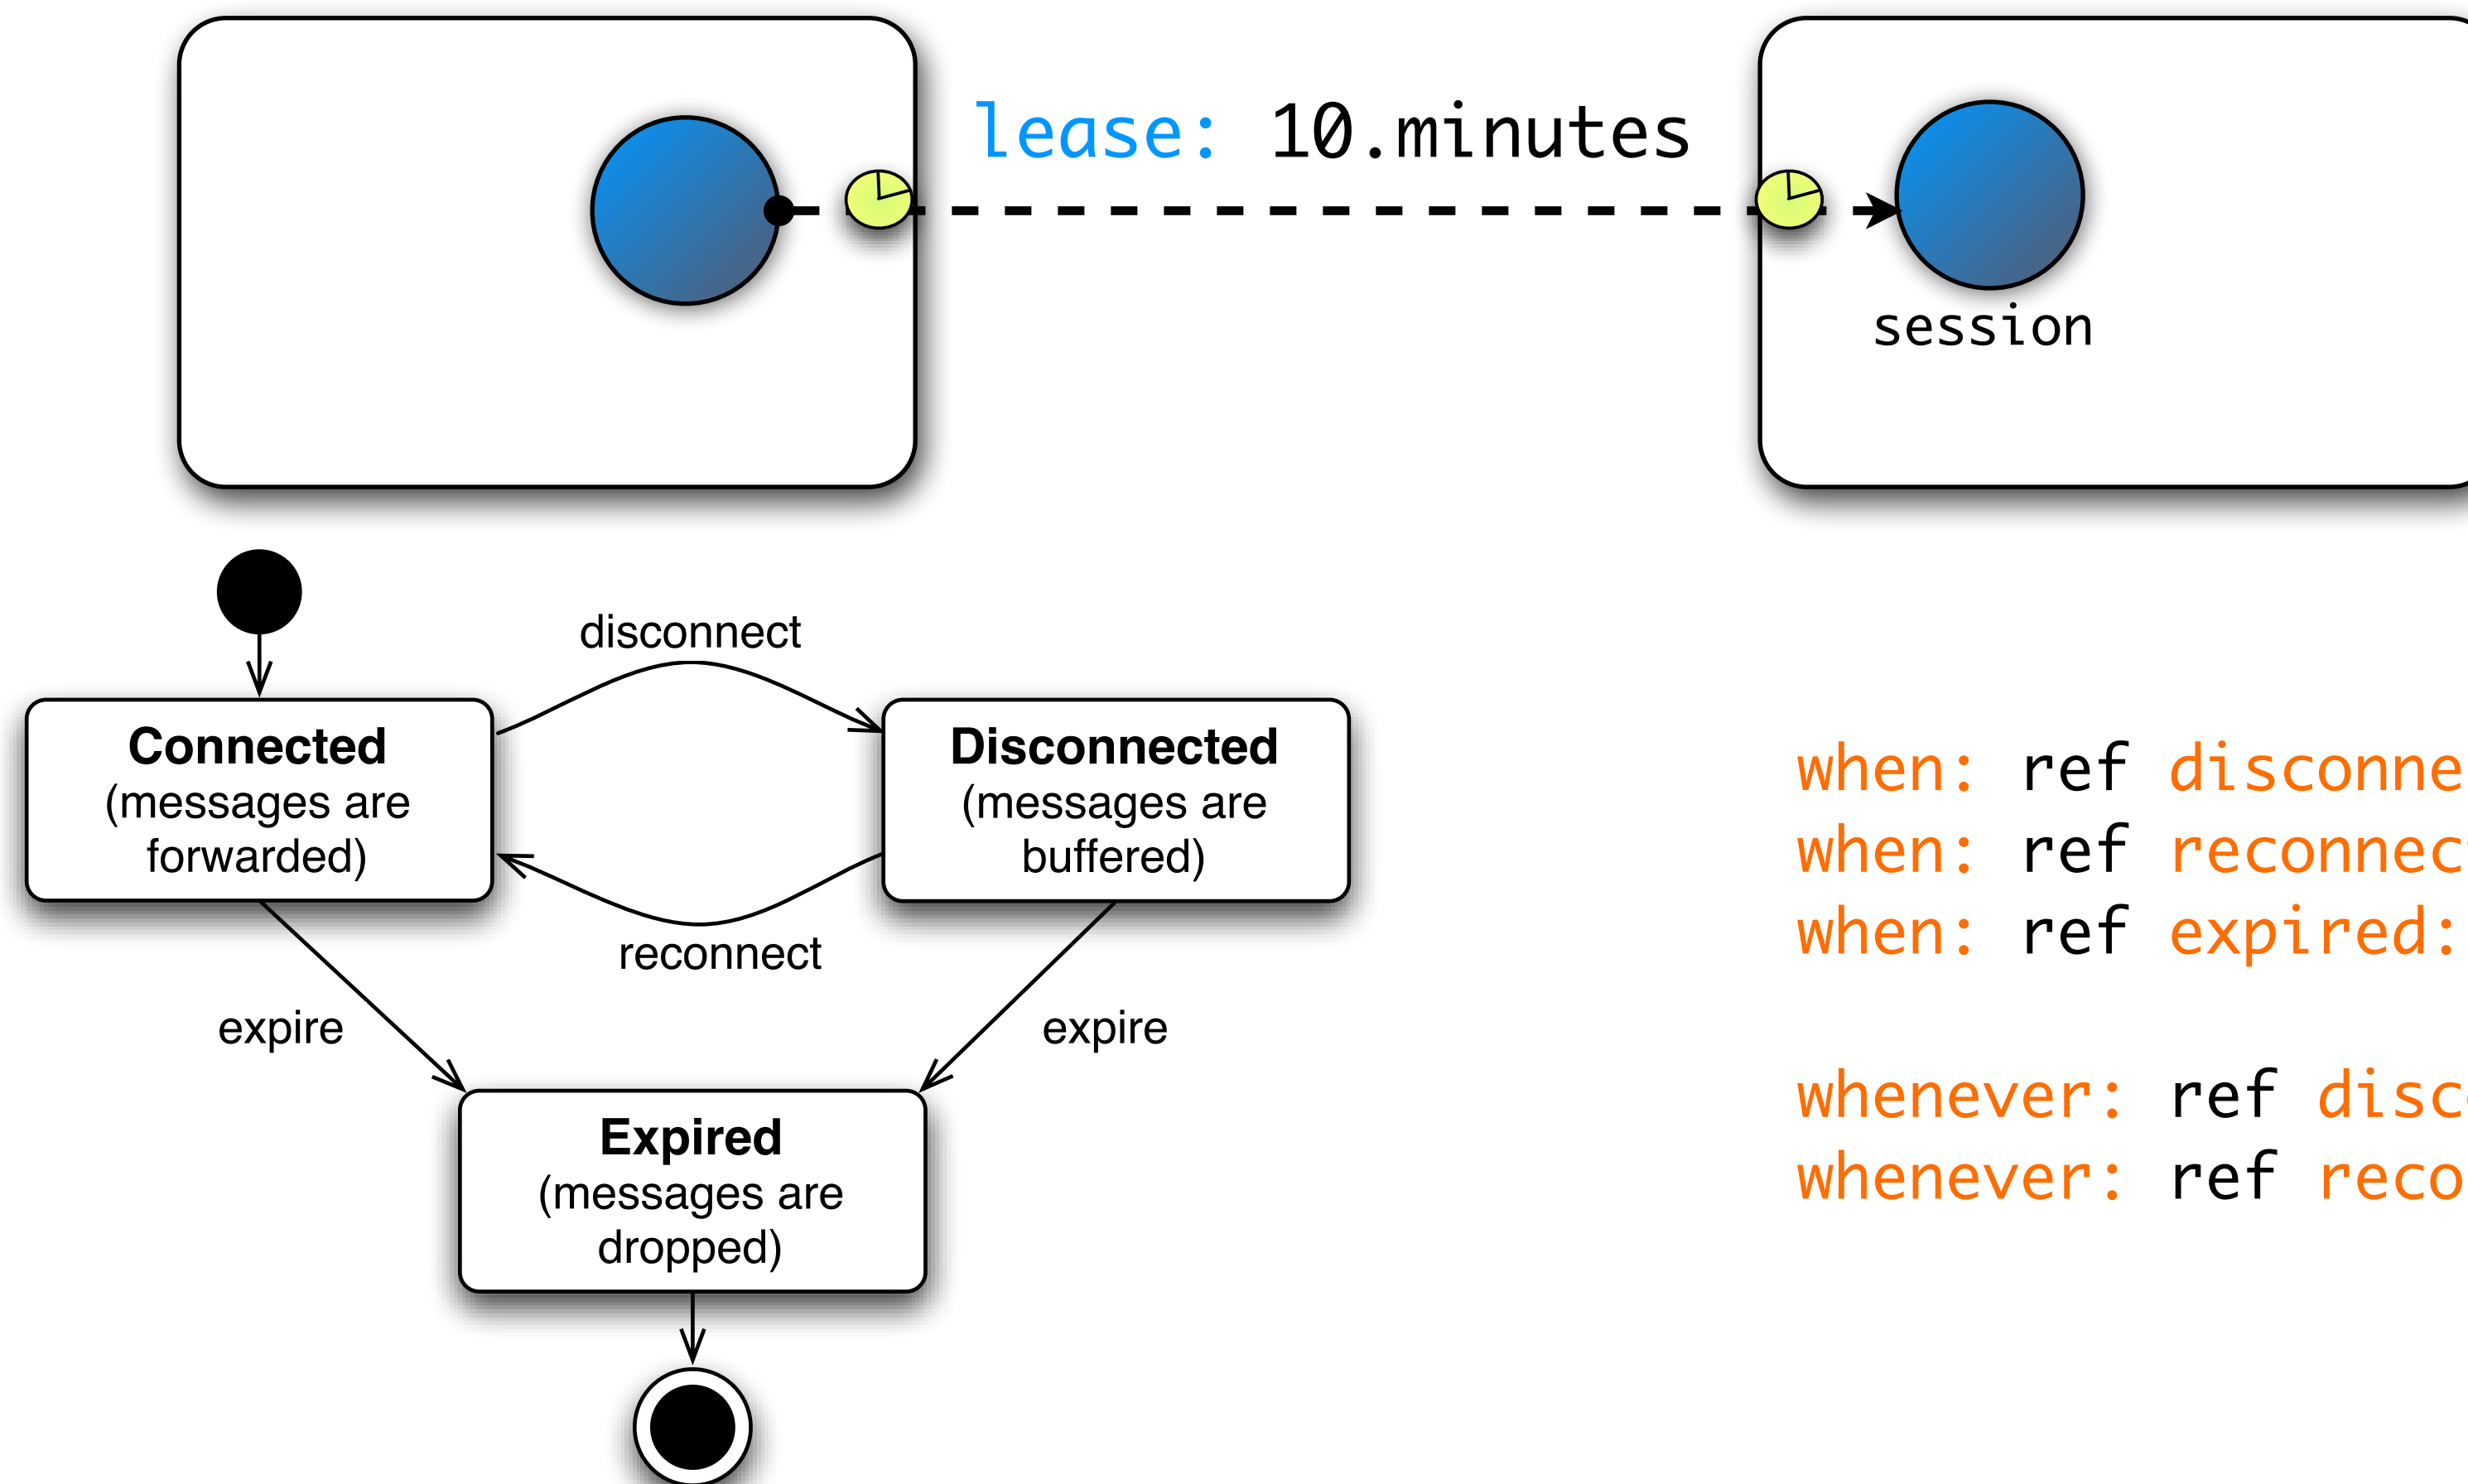 lease: 10.minutes
session
disconnect
Connected
(messages are
forwarded)
Disconnected
(messages are
buffered)
reconnect
expire
expire
Expired
(messages are
dropped)
when: ref
when: ref
when: ref expired:
whenever: ref
whenever: ref